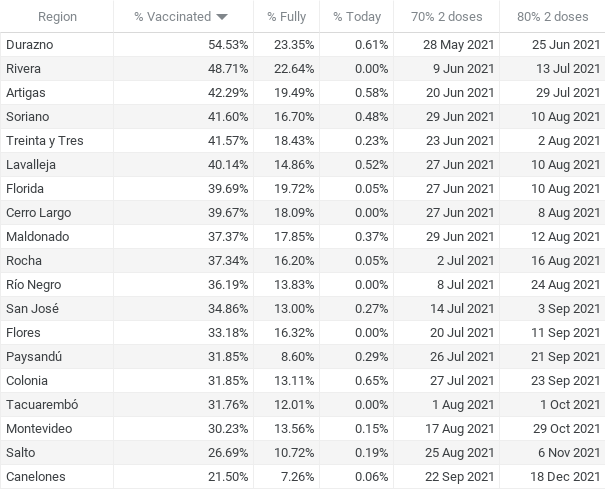 Region % Vaccinated % Fully % Today 70% 2 doses 80% 2 doses
Durazno 54.53% 23.35% 0.61% 28 May 2021 25 Jun 2021
Rivera 48.71% 22.64% 0.00% 9 Jun 2021 13 Jul 2021
Artigas 42.29% 19.49% 0.58% 20 Jun 2021 29 Jul 2021
Soriano 41.60% 16.70% 0.48% 29 Jun 2021 10 Aug 2021
Treinta y Tres 41.57% 18.43% 0.23% 23 Jun 2021 2 Aug 2021
Lavalleja 40.14% 14.86% 0.52% 27 Jun 2021 10 Aug 2021
Florida 39.69% 19.72% 0.05% 27 Jun 2021 10 Aug 2021
Cerro Largo 39.67% 18.09% 0.00% 27 Jun 2021 8 Aug 2021
Maldonado 37.37% 17.85% 0.37% 29 Jun 2021 12 Aug 2021
Rocha 37.34% 16.20% 0.05% 2 Jul 2021 16 Aug 2021
Río Negro 36.19% 13.83% 0.00% 8 Jul 2021 24 Aug 2021
San José 34.86% 13.00% 0.27% 14 Jul 2021 3 Sep 2021
Flores 33.18% 16.32% 0.00% 20 Jul 2021 11 Sep 2021
Paysandú 31.85% 8.60% 0.29% 26 Jul 2021 21 Sep 2021
Colonia 31.85% 13.11% 0.65% 27 Jul 2021 23 Sep 2021
Tacuarembó 31.76% 12.01% 0.00% 1 Aug 2021 1 Oct 2021
Montevideo 30.23% 13.56% 0.15% 17 Aug 2021 29 Oct 2021
Salto 26.69% 10.72% 0.19% 25 Aug 2021 6 Nov 2021
Canelones 21.50% 7.26% 0.06% 22 Sep 2021 18 Dec 2021